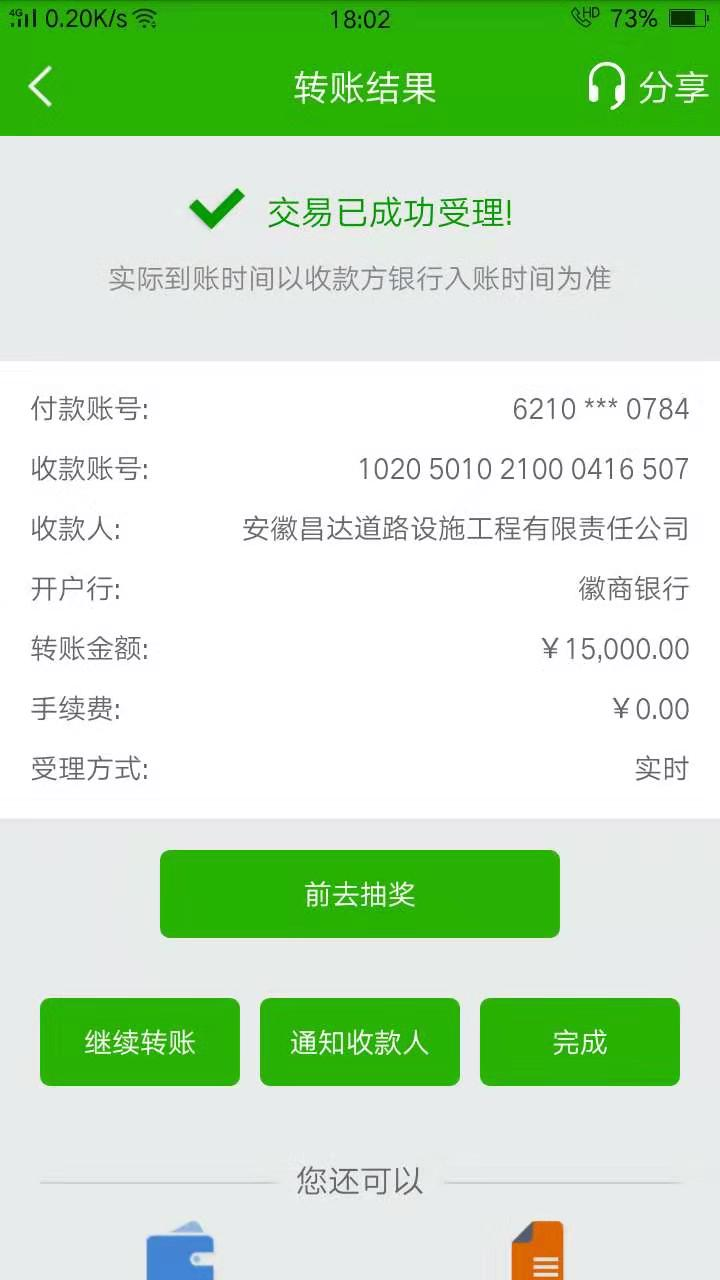 4G 0.20K/s 18:02 HD 73%
转账结果 分享
交易已成功受理!
实际到账时间以收款方银行入账时间为准
付款账号: 6210 *** 0784
收款账号: 1020 5010 2100 0416 507
收款人: 安徽昌达道路设施工程有限责任公司
开户行: 徽商银行
转账金额: ￥15,000.00
手续费: ￥0.00
受理方式: 实时
前去抽奖
继续转账 通知收款人 完成
您还可以